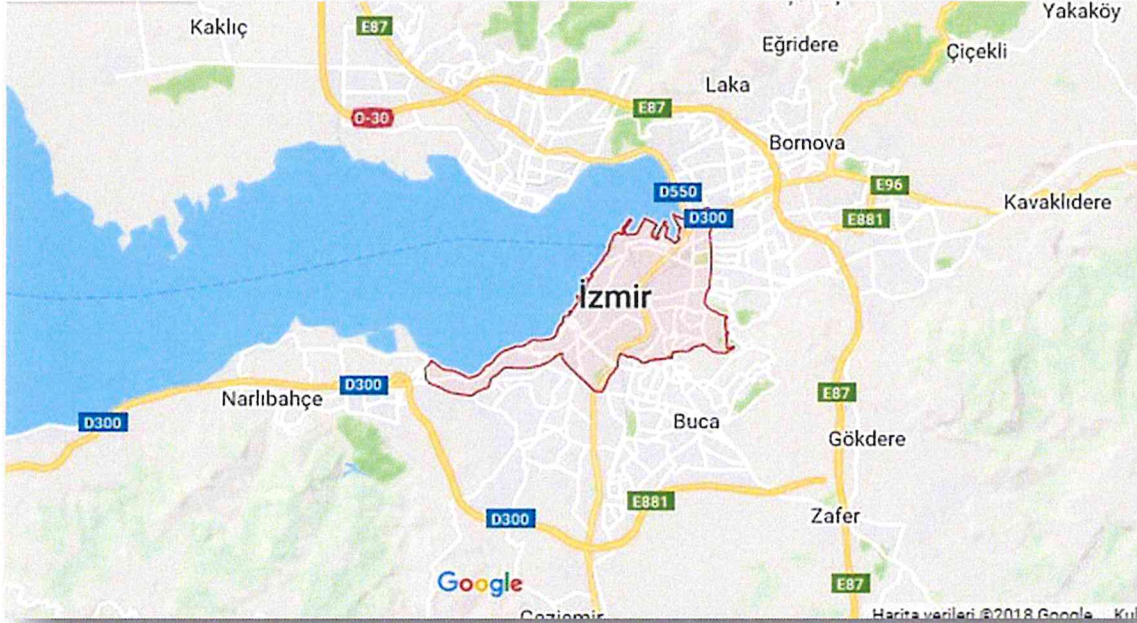 Yakaköy
Kaklıç
E87
Eğridere
Çiçekli
Laka
E87
O-30
Bornova
D550
E96
Kavaklıdere
D300
E881
İzmir
D300
E87
Narlıbahçe
D300
Buca
Gökdere
E881
D300
Zafer
Google
E87
Harita verileri ©2018 Google